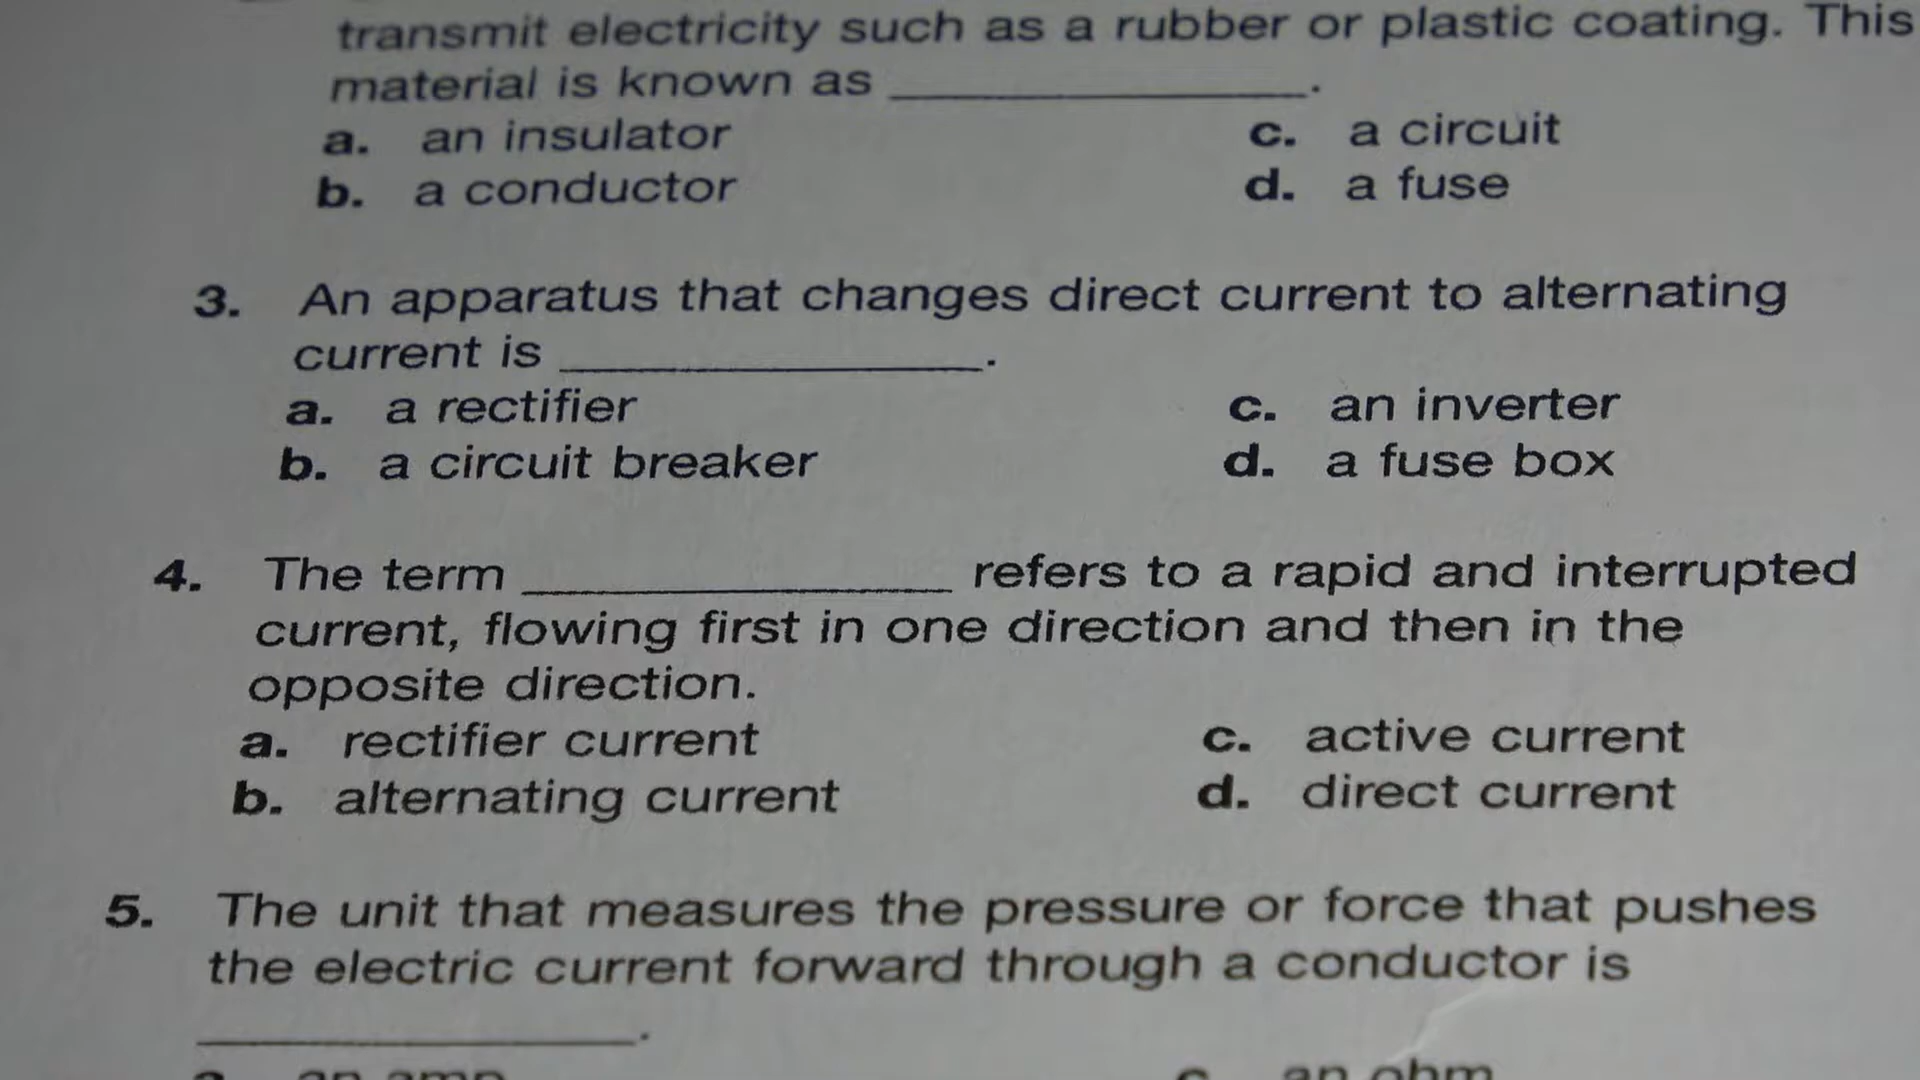 transmit electricity such as a rubber or plastic coating. This
material is known as ______________.
a. an insulator c. a circuit
b. a conductor d. a fuse
3. An apparatus that changes direct current to alternating
current is ______________.
a. a rectifier c. an inverter
b. a circuit breaker d. a fuse box
4. The term ______________ refers to a rapid and interrupted
current, flowing first in one direction and then in the
opposite direction.
a. rectifier current c. active current
b. alternating current d. direct current
5. The unit that measures the pressure or force that pushes
the electric current forward through a conductor is
______________.
a. an amp c. an ohm